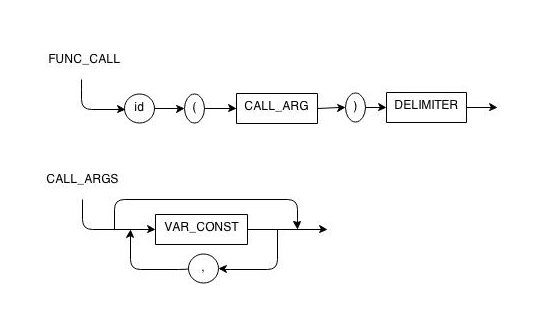 FUNC_CALL
id ( CALL_ARG ) DELIMITER
CALL_ARGS
VAR_CONST
,